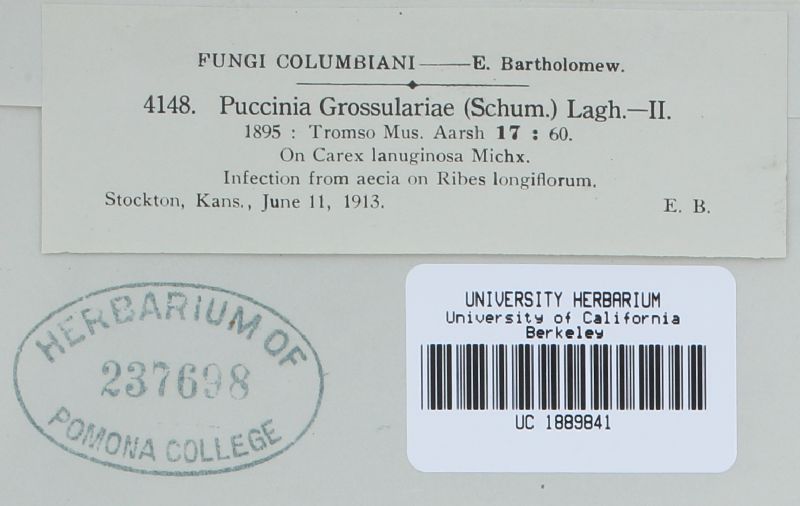 FUNGI COLUMBIANI——E. Bartholomew.
4148. Puccinia Grossulariae (Schum.) Lagh.—II.
1895 : Tromso Mus. Aarsh 17 : 60.
On Carex lanuginosa Michx.
Infection from aecia on Ribes longiflorum.
Stockton, Kans., June 11, 1913. E. B.
HERBARIUM OF
237698
POMONA COLLEGE
UNIVERSITY HERBARIUM
University of California
Berkeley
UC 1889841